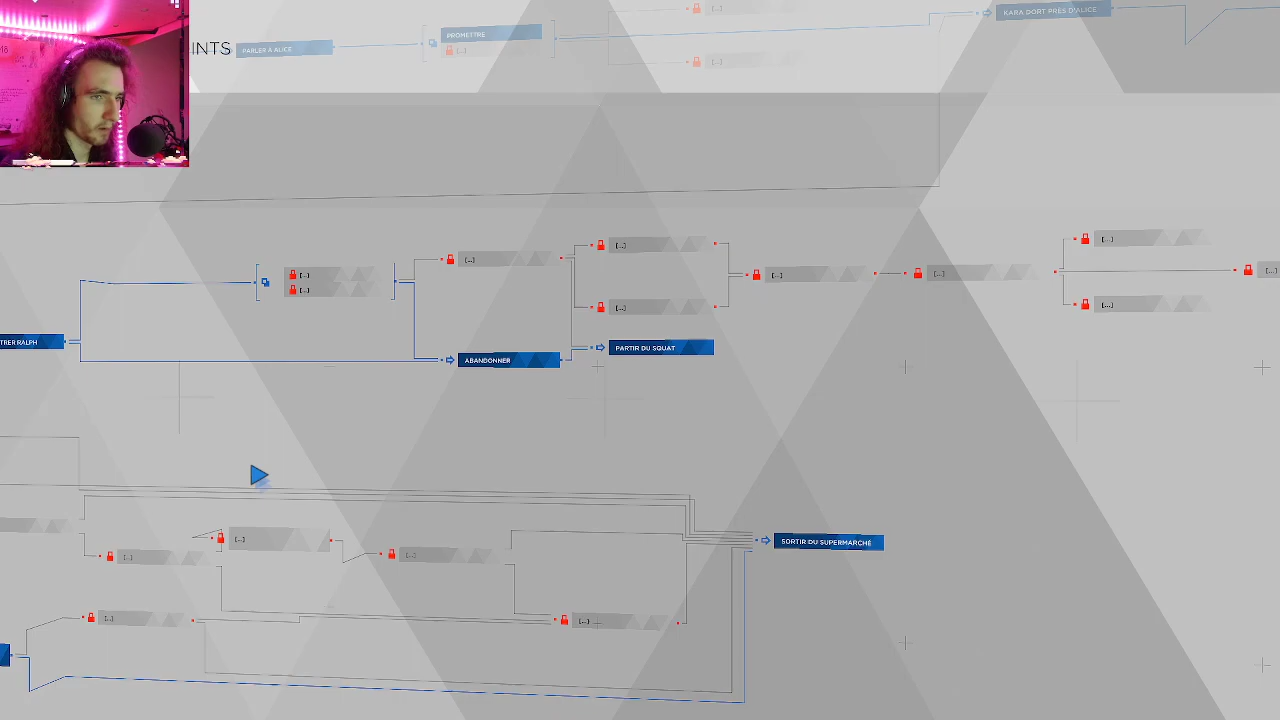 INTS
PARLER À ALICE
PROMETTRE
[...]
[...]
[...]
KARA DORT PRÈS D'ALICE
[...]
[...]
[...]
[...]
[...]
[...]
[...]
[...]
[...]
[...]
TRER RALPH
ABANDONNER
PARTIR DU SQUAT
[...]
[...]
[...]
SORTIR DU SUPERMARCHÉ
[...]
[...]